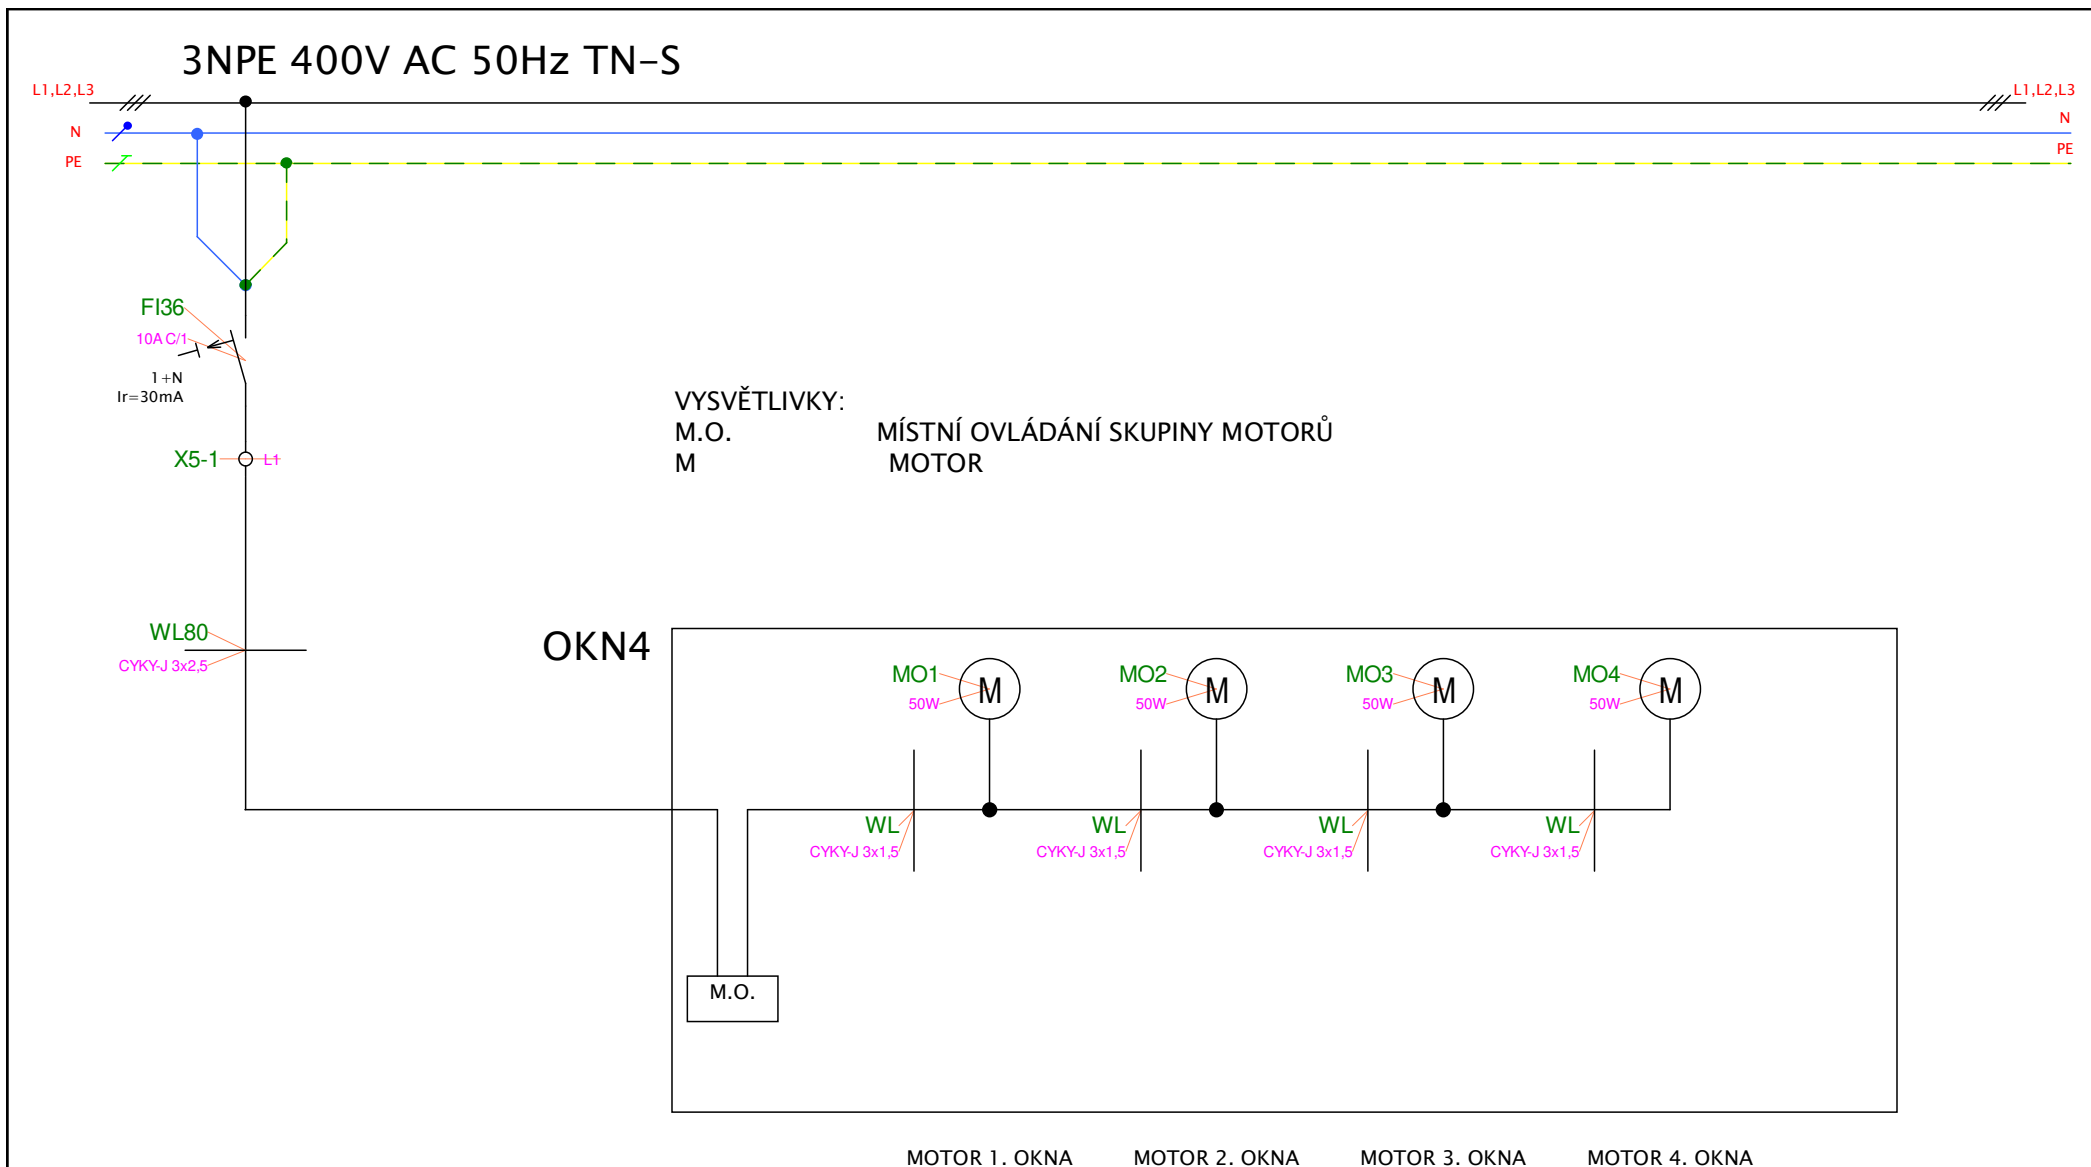 3NPE 400V AC 50Hz TN-S
L1,L2,L3 L1,L2,L3
N N
PE PE
FI36
10A C/1
1+N
Ir=30mA
VYSVĚTLIVKY:
M.O. MÍSTNÍ OVLÁDÁNÍ SKUPINY MOTORŮ
M MOTOR
X5-1 L1
WL80
CYKY-J 3x2,5
OKN4
MO1 M MO2 M MO3 M MO4 M
50W 50W 50W 50W
WL WL WL WL
CYKY-J 3x1,5 CYKY-J 3x1,5 CYKY-J 3x1,5 CYKY-J 3x1,5
M.O.
MOTOR 1. OKNA MOTOR 2. OKNA MOTOR 3. OKNA MOTOR 4. OKNA